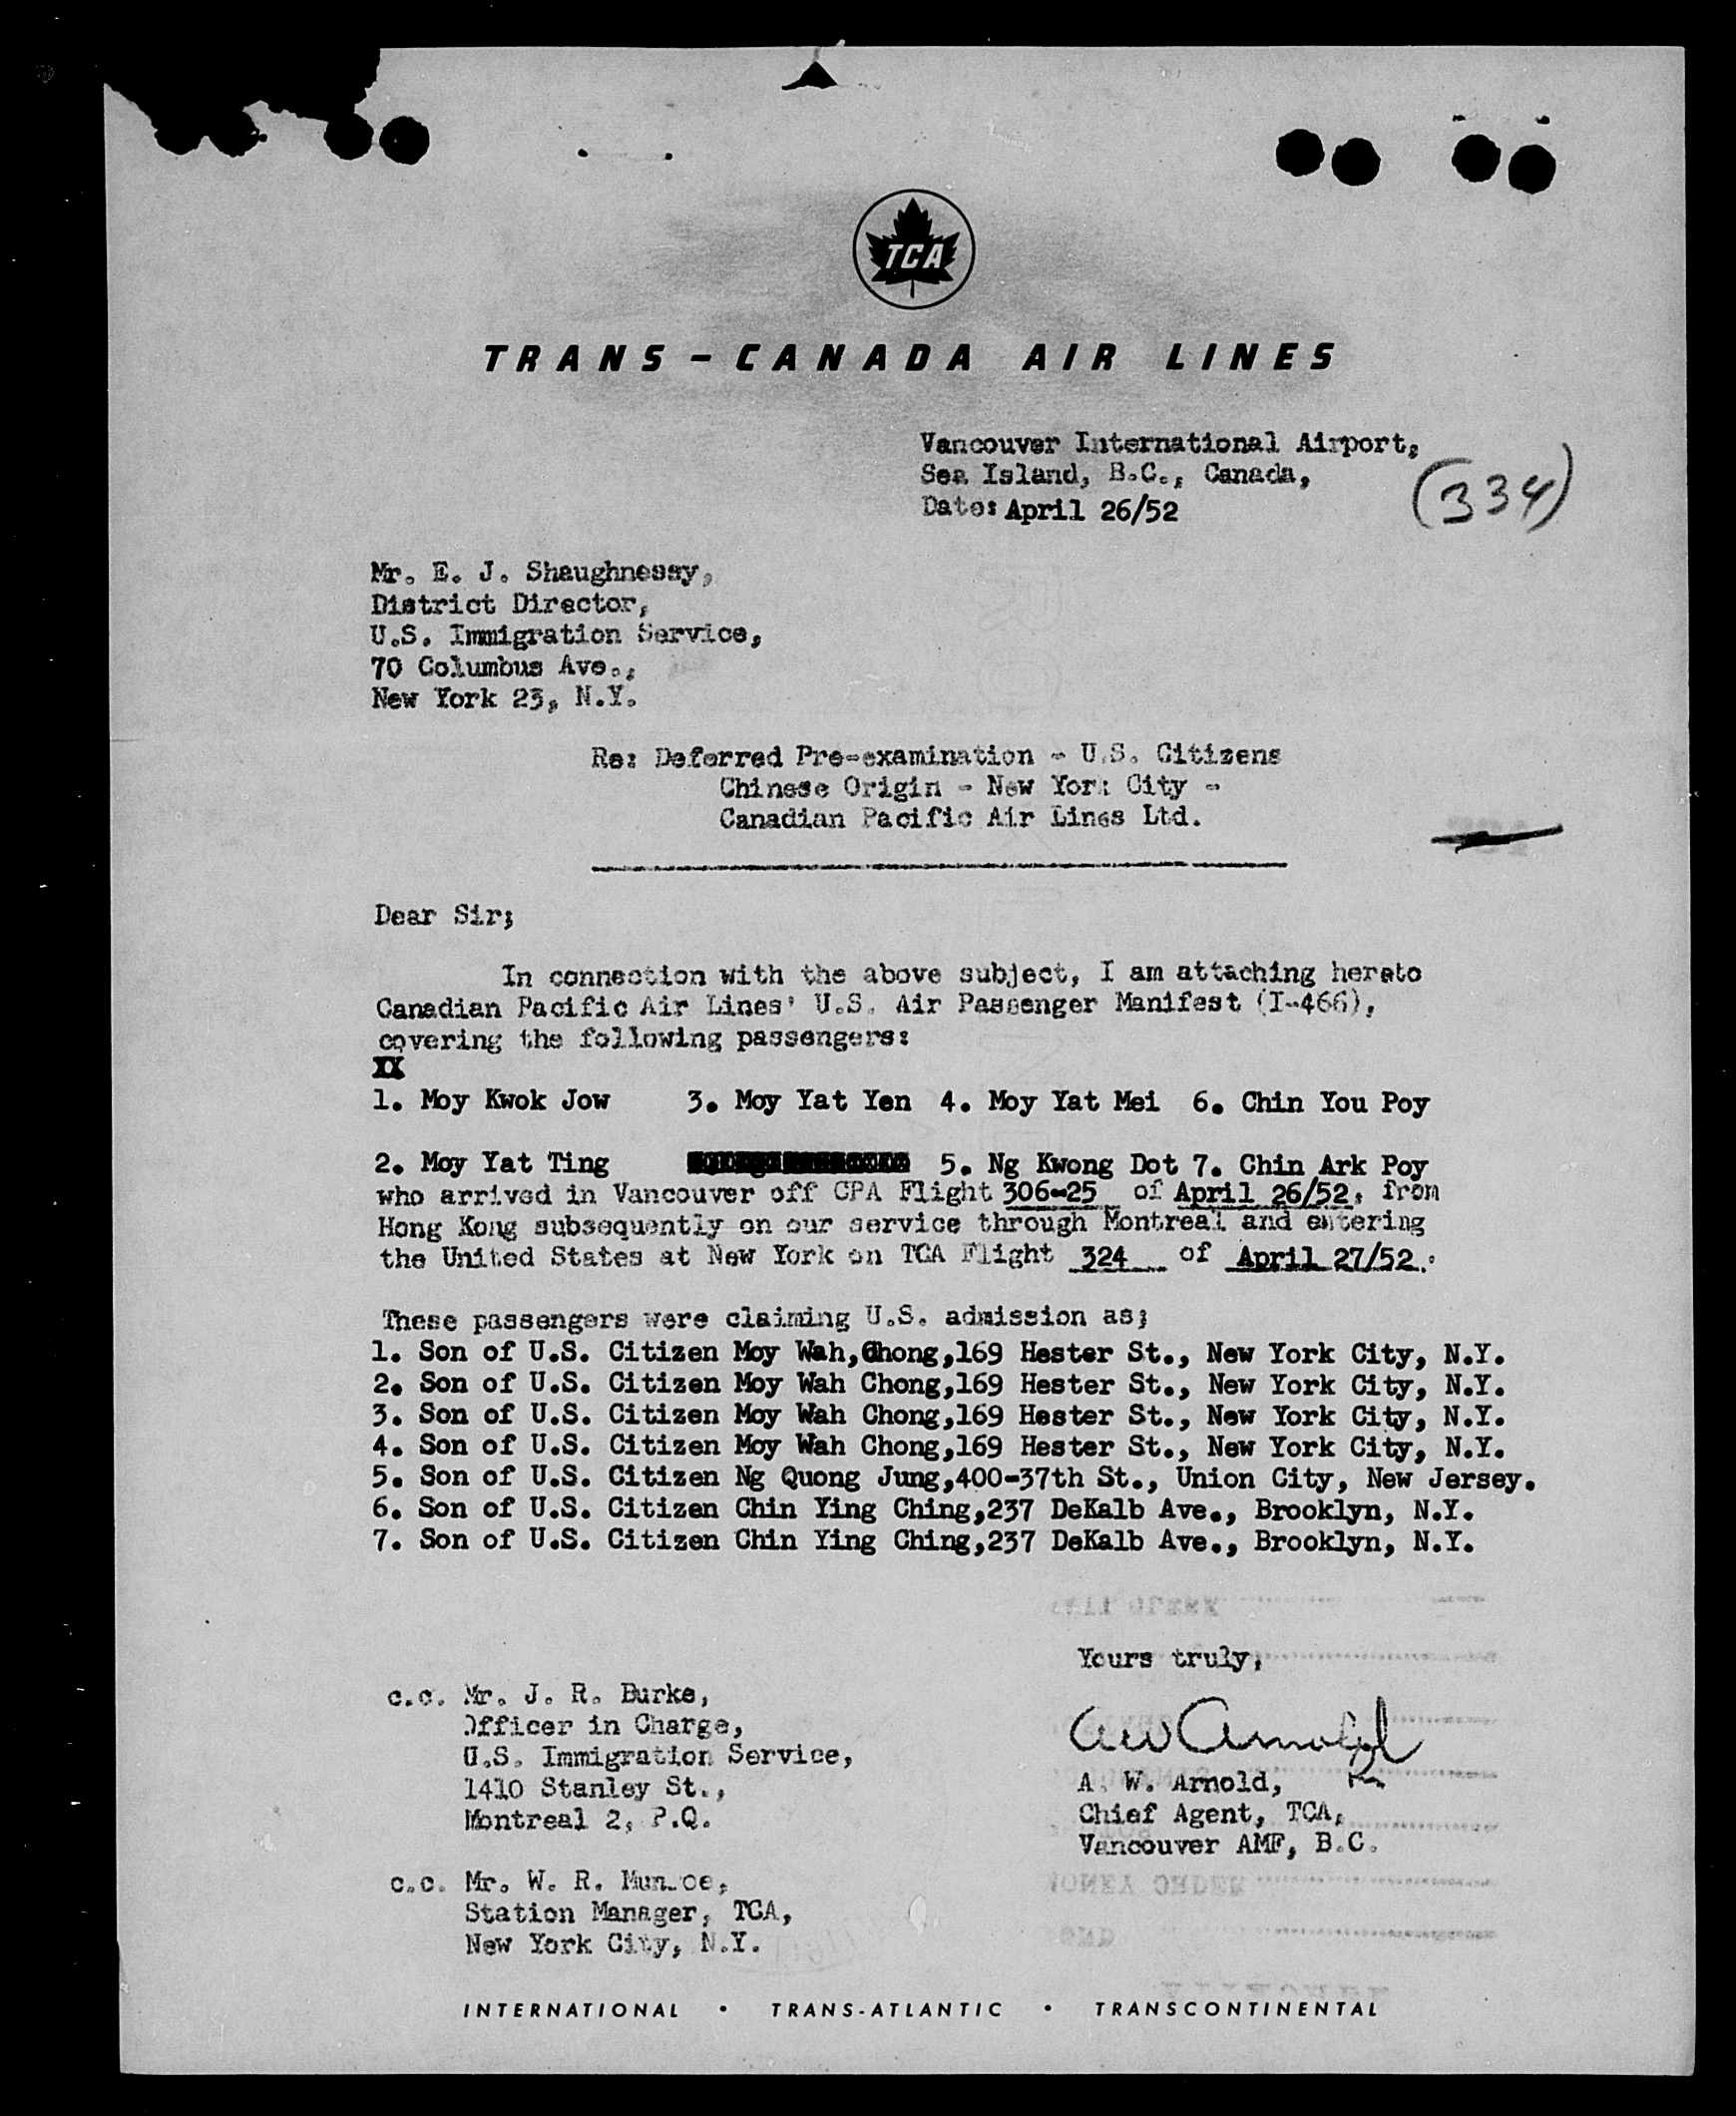 TCA
TRANS-CANADA AIR LINES
Vancouver International Airport,
Sea Island, B.C., Canada,
Date: April 26/52
(334)
Mr. E. J. Shaughnessy,
District Director,
U.S. Immigration Service,
70 Columbus Ave.,
New York 23, N.Y.
Re: Deferred Pre-examination - U.S. Citizens
Chinese Origin - New York City -
Canadian Pacific Air Lines Ltd.
Dear Sir;
In connection with the above subject, I am attaching hereto
Canadian Pacific Air Lines' U.S. Air Passenger Manifest (I-466),
covering the following passengers:
XX
1. Moy Kwok Jow 3. Moy Yat Yen 4. Moy Yat Mei 6. Chin You Poy
2. Moy Yat Ting 5. Ng Kwong Dot 7. Chin Ark Poy
who arrived in Vancouver off CPA Flight 306-25 of April 26/52, from
Hong Kong subsequently on our service through Montreal and entering
the United States at New York on TCA Flight 324 of April 27/52.
These passengers were claiming U.S. admission as;
1. Son of U.S. Citizen Moy Wah, Chong,169 Hester St., New York City, N.Y.
2. Son of U.S. Citizen Moy Wah Chong,169 Hester St., New York City, N.Y.
3. Son of U.S. Citizen Moy Wah Chong,169 Hester St., New York City, N.Y.
4. Son of U.S. Citizen Moy Wah Chong,169 Hester St., New York City, N.Y.
5. Son of U.S. Citizen Ng Quong Jung,400-37th St., Union City, New Jersey.
6. Son of U.S. Citizen Chin Ying Ching,237 DeKalb Ave., Brooklyn, N.Y.
7. Son of U.S. Citizen Chin Ying Ching,237 DeKalb Ave., Brooklyn, N.Y.
Yours truly,
AW Arnold
A. W. Arnold,
Chief Agent, TCA,
Vancouver AMF, B.C.
c.c. Mr. J. R. Burke,
Officer in Charge,
U.S. Immigration Service,
1410 Stanley St.,
Montreal 2, P.Q.
c.c. Mr. W. R. Munroe,
Station Manager, TCA,
New York City, N.Y.
INTERNATIONAL • TRANS-ATLANTIC • TRANSCONTINENTAL